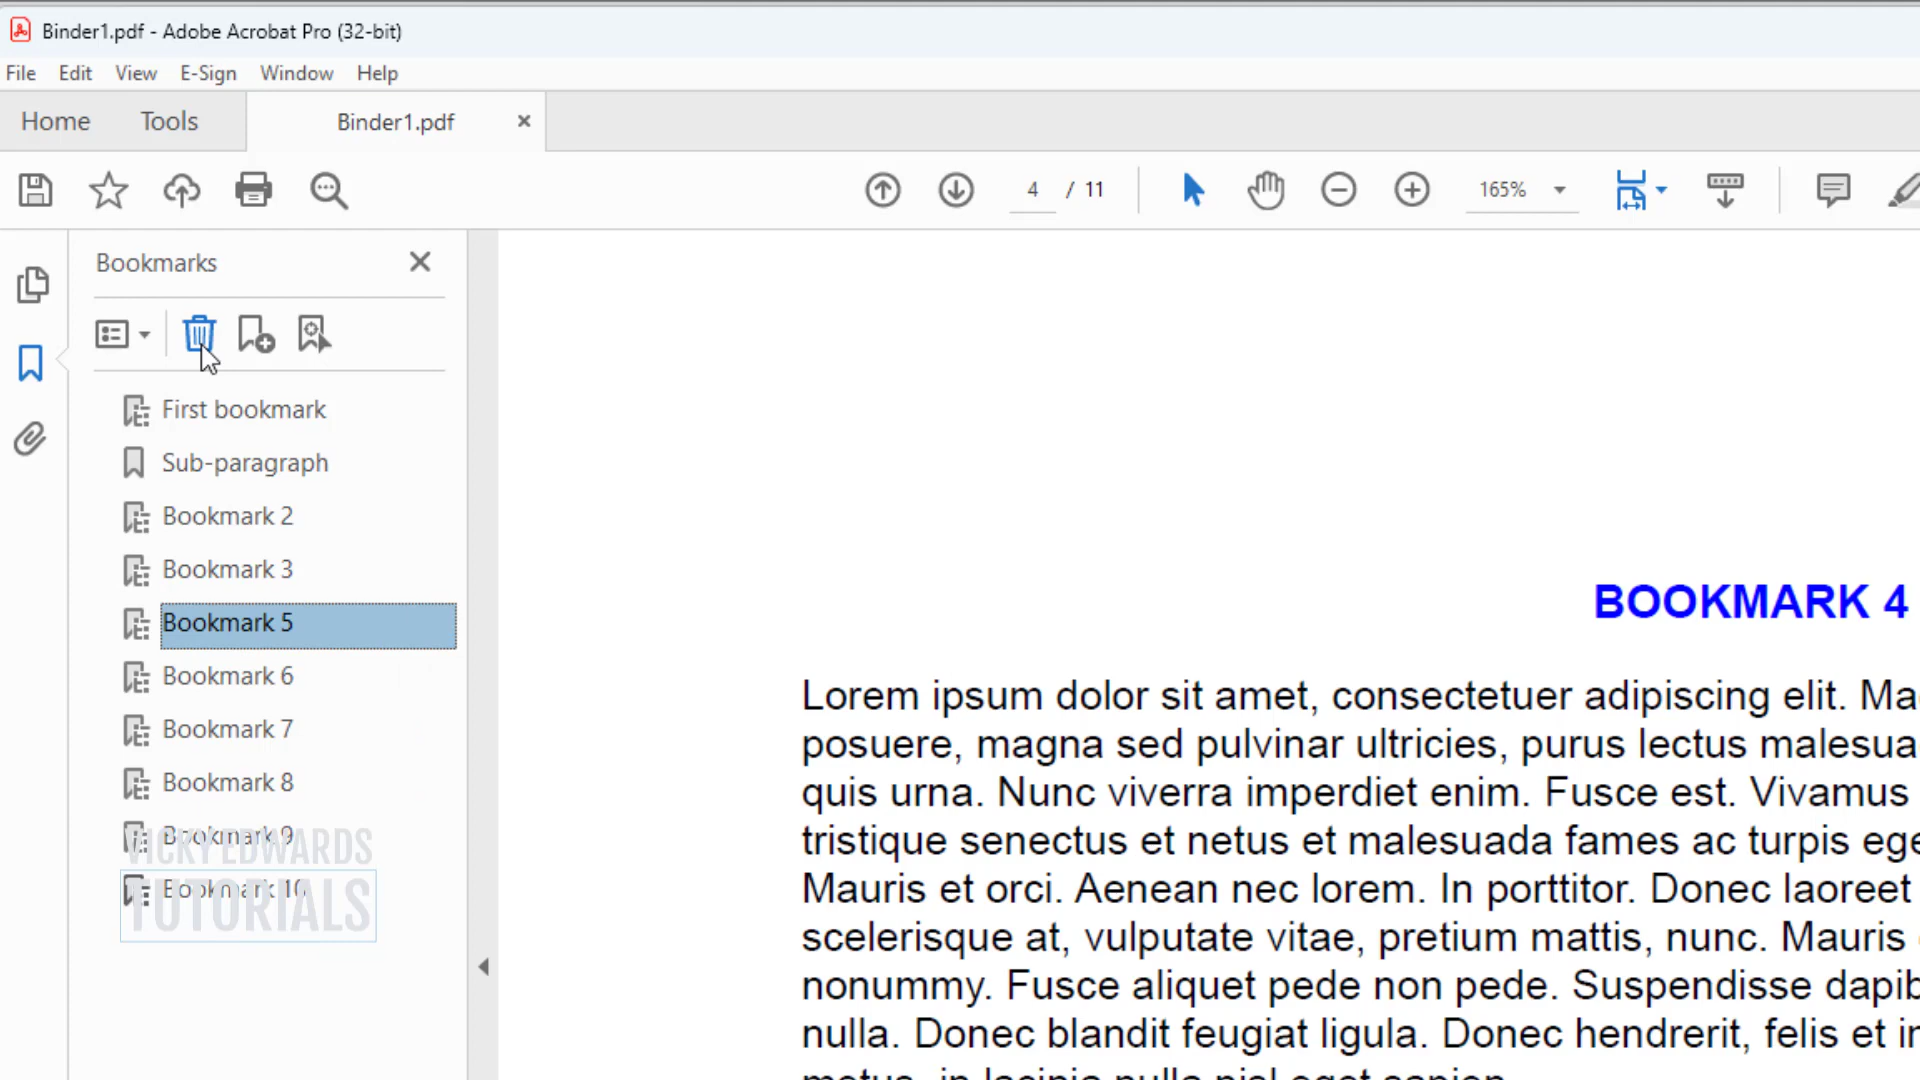 Binder1.pdf - Adobe Acrobat Pro (32-bit)
File Edit View E-Sign Window Help
Home Tools Binder1.pdf
4 / 11 165%
Bookmarks
First bookmark
Sub-paragraph
Bookmark 2
Bookmark 3
Bookmark 5
Bookmark 6
Bookmark 7
Bookmark 8
Bookmark 9
VICKY EDWARDS
Bookmark 10
TUTORIALS
BOOKMARK 4
Lorem ipsum dolor sit amet, consectetuer adipiscing elit.
posuere, magna sed pulvinar ultricies, purus lectus
quis urna. Nunc viverra imperdiet enim. Fusce est. Vivamus
tristique senectus et netus et malesuada fames ac turpis
Mauris et orci. Aenean nec lorem. In porttitor. Donec laoreet
scelerisque at, vulputate vitae, pretium mattis, nunc. Mauris
nonummy. Fusce aliquet pede non pede. Suspendisse
nulla. Donec blandit feugiat ligula. Donec hendrerit, felis et